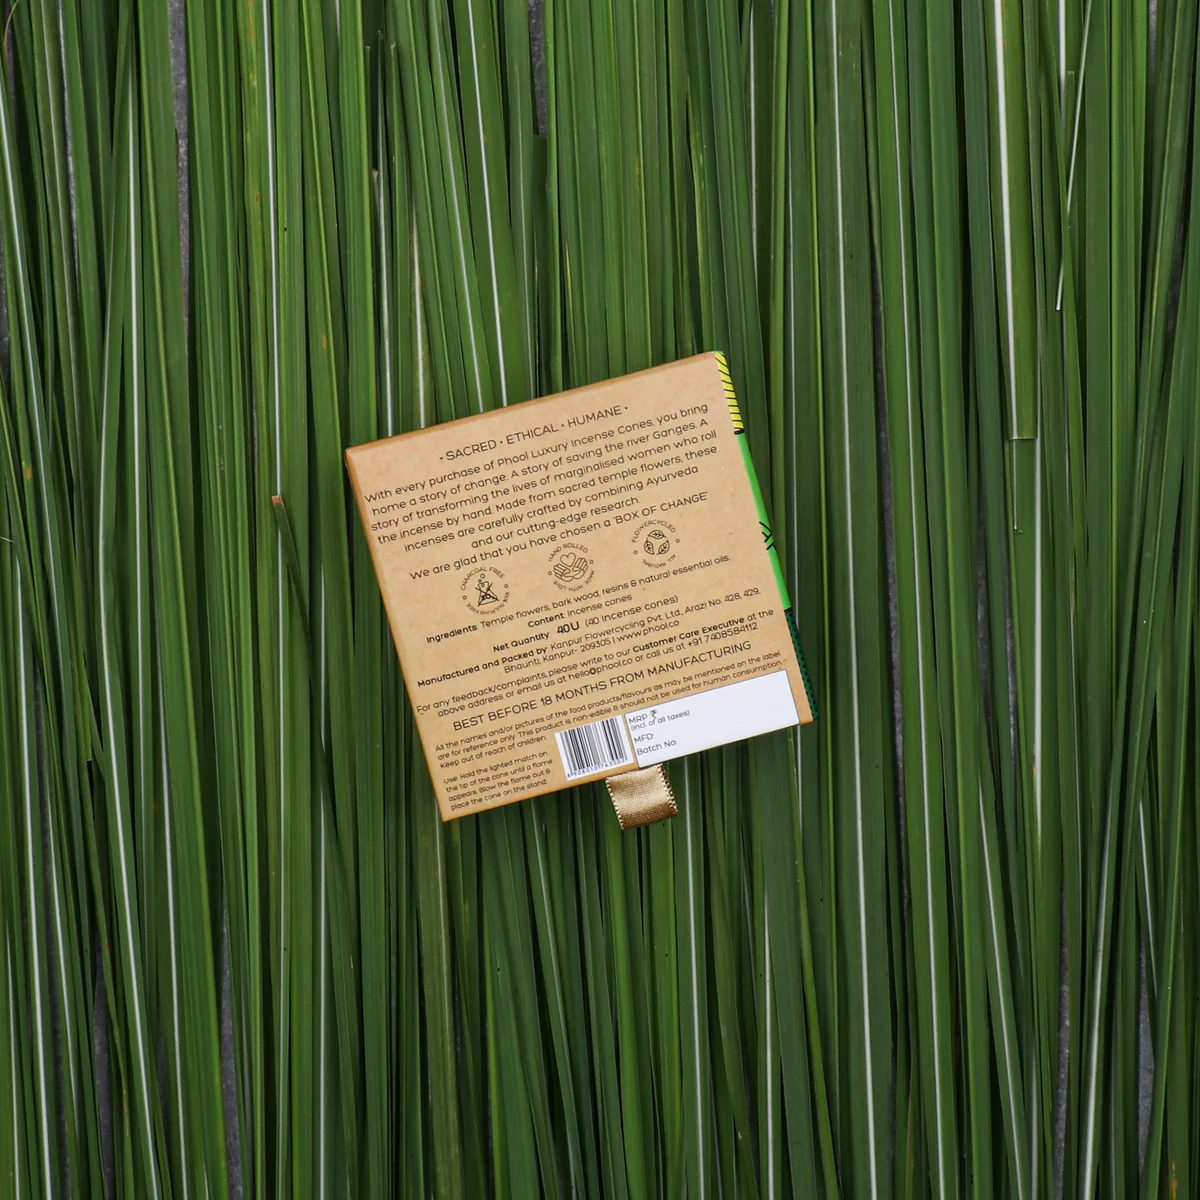 · SACRED · ETHICAL · HUMANE ·
With every purchase of Phool Luxury Incense Cones, you bring
home a story of change. A story of saving the river Ganges. A
story of transforming the lives of marginalised women who roll
the incense by hand. Made from sacred temple flowers, these
incenses are carefully crafted by combining Ayurveda
and our cutting-edge research.
We are glad that you have chosen a 'BOX OF CHANGE'
CHARCOAL FREE
HAND ROLLED
MADE WITH LOVE
FLOWERCYCLED
ALL NATURAL
Ingredients: Temple flowers, bark wood, resins & natural essential oils.
Content: Incense cones
Net Quantity: 40U (40 Incense cones)
Manufactured and Packed by: Kanpur Flowercycling Pvt. Ltd., Arazi No. 428, 429,
Bhaunti, Kanpur- 209305 | www.phool.co
For any feedback/complaints, please write to our Customer Care Executive at the
above address or email us at hello@phool.co or call us at +91 7408584112
BEST BEFORE 18 MONTHS FROM MANUFACTURING
All the names and/or pictures of the food products/flavours as may be mentioned on the label
are for reference only. This product is non-edible & should not be used for human consumption.
Keep out of reach of children.
Use: Hold the lighted match on
the tip of the cone until a flame
appears. Blow the flame out &
place the cone on the stand.
MRP ₹
(incl. of all taxes)
MFD:
Batch No: